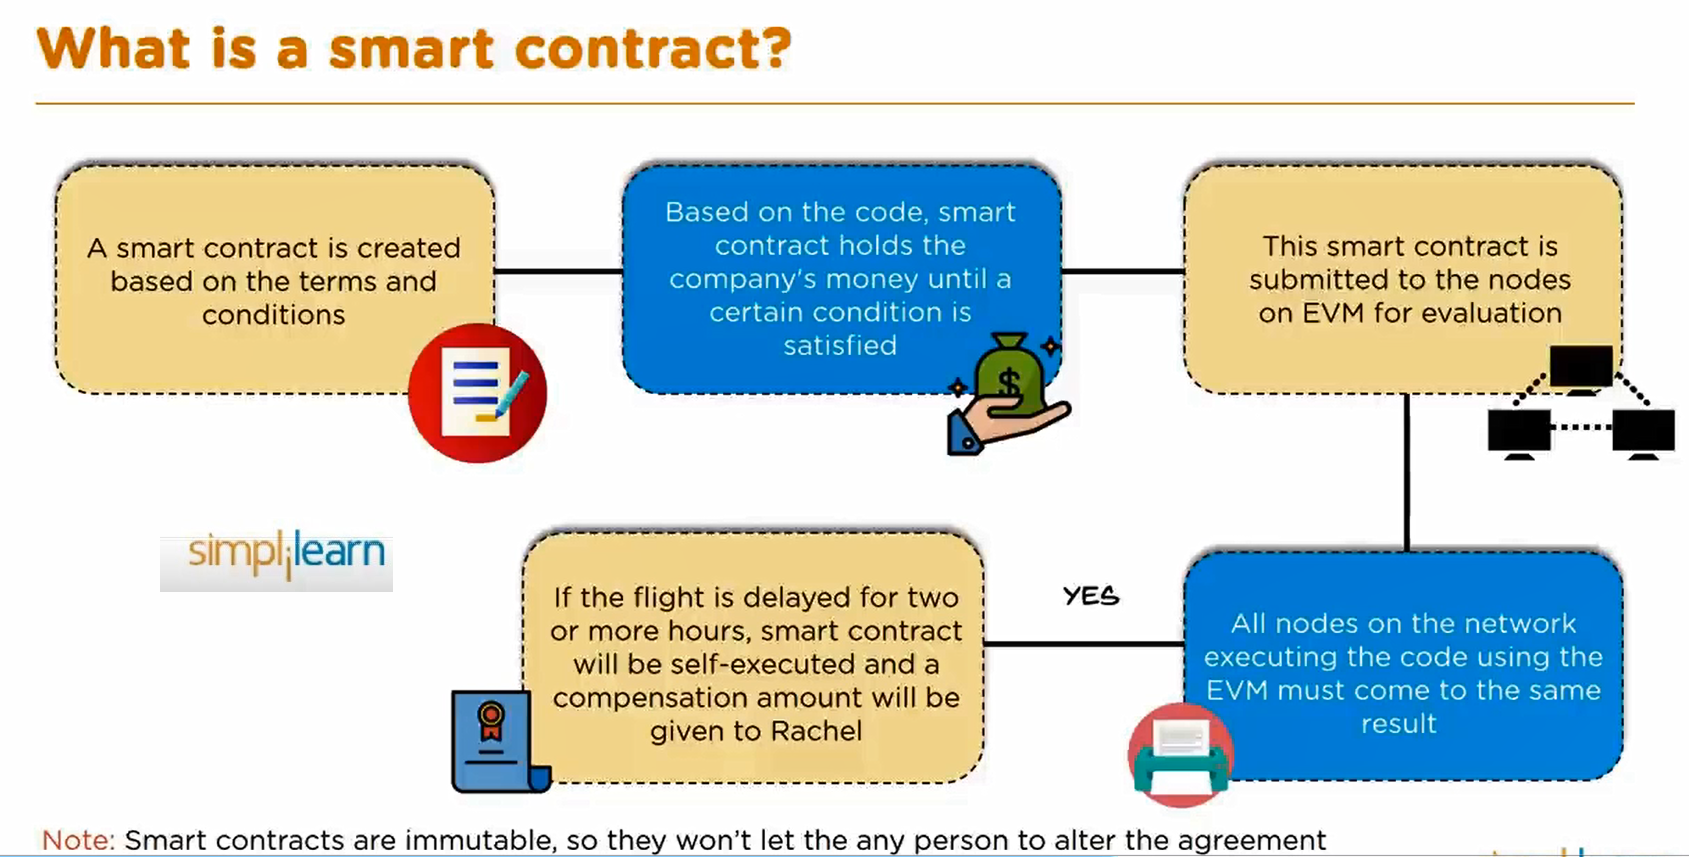 What is a smart contract?
A smart contract is created
based on the terms and
conditions
Based on the code, smart
contract holds the
company's money until a
certain condition is
satisfied
$
This smart contract is
submitted to the nodes
on EVM for evaluation
All nodes on the network
executing the code using the
EVM must come to the same
result
YES
If the flight is delayed for two
or more hours, smart contract
will be self-executed and a
compensation amount will be
given to Rachel
simplilearn
Note: Smart contracts are immutable, so they won't let the any person to alter the agreement